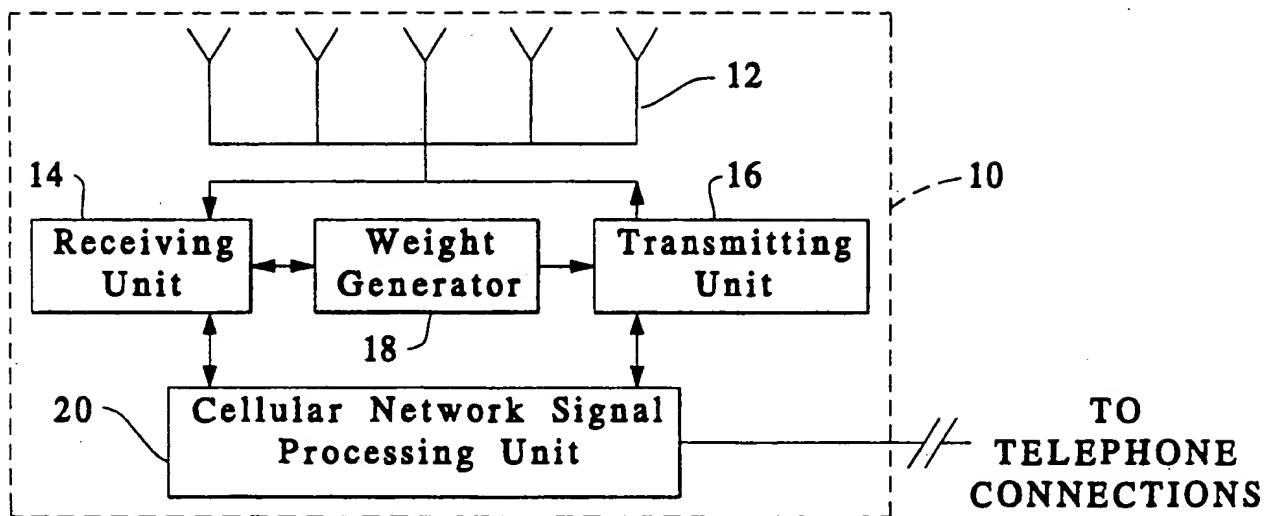 12
14
16
10
Receiving
Unit
Weight
Generator
Transmitting
Unit
18
20
Cellular Network Signal
Processing Unit
TO
TELEPHONE
CONNECTIONS